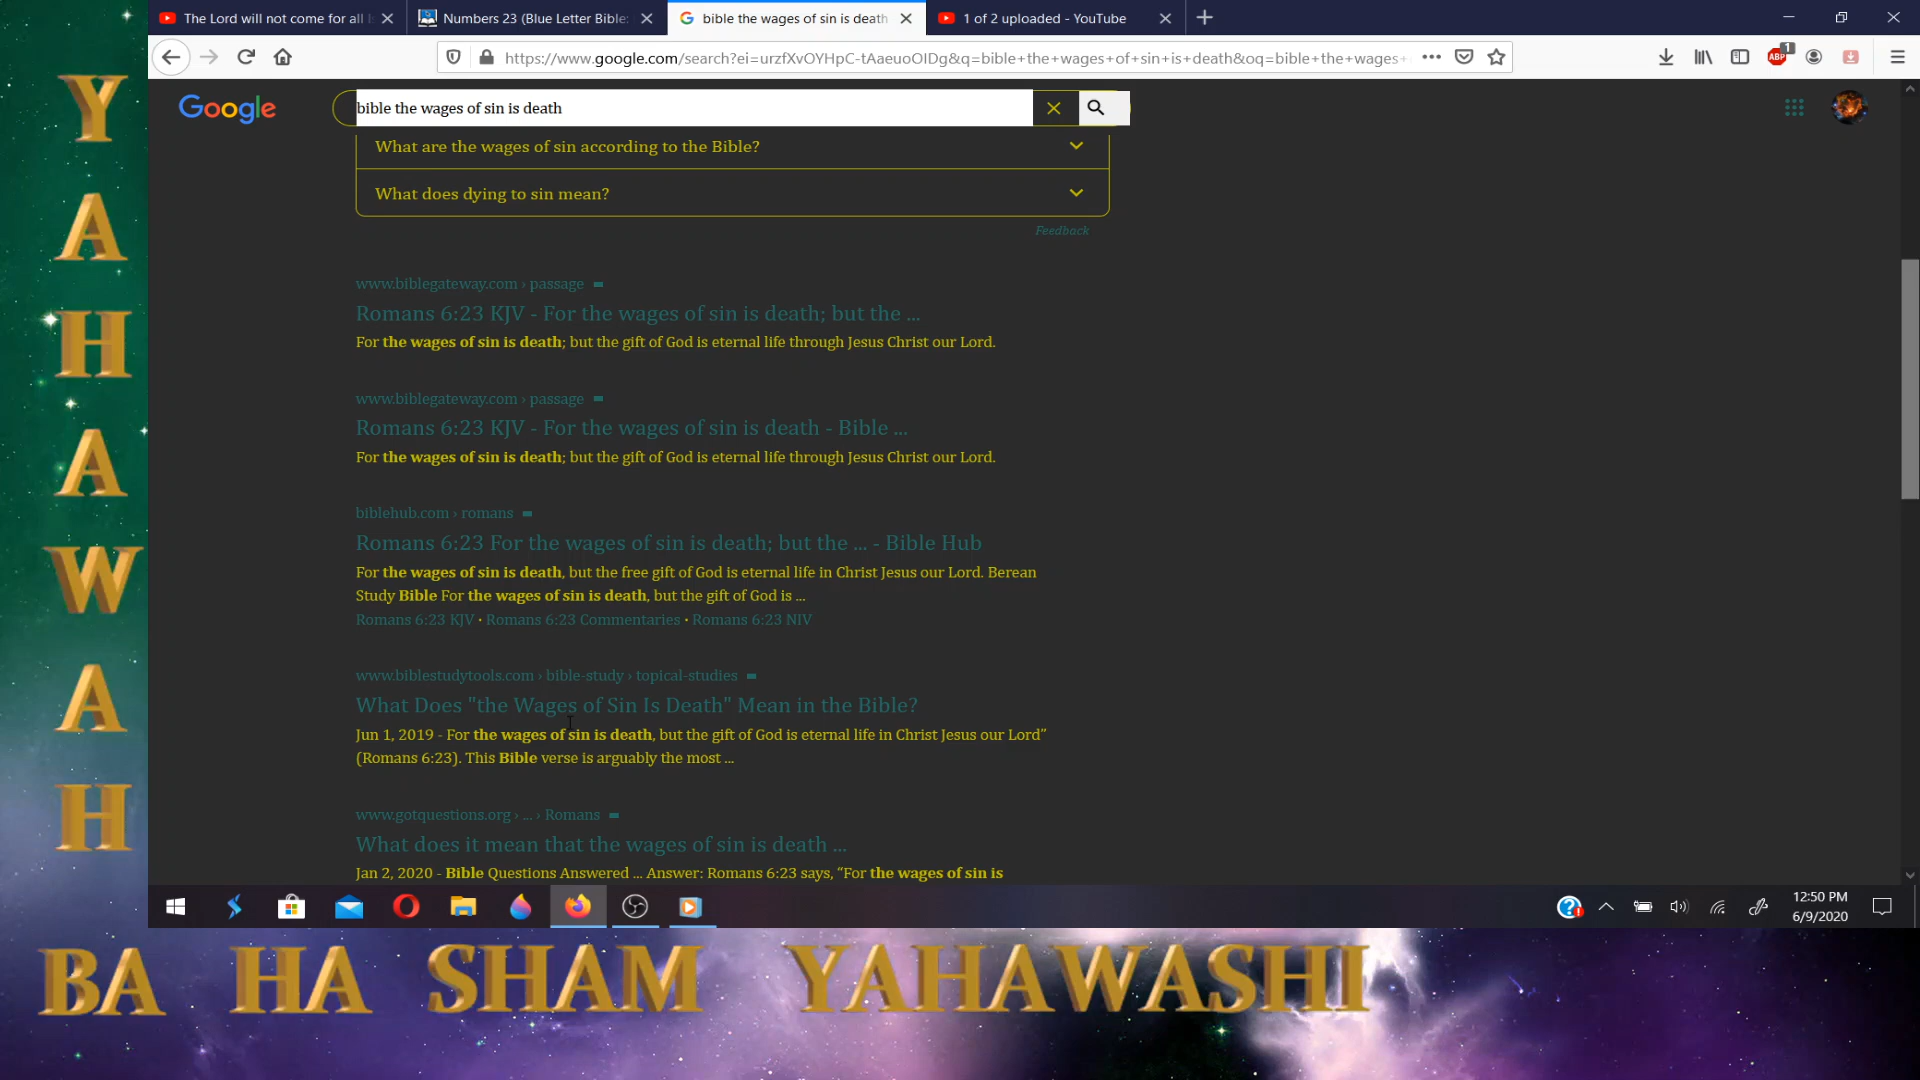 The Lord will not come for all I
Numbers 23 (Blue Letter Bible:
bible the wages of sin is death
1 of 2 uploaded - YouTube
https://www.google.com/search?ei=urzfXvOYHpC-tAaeuoOIDg&q=bible+the+wages+of+sin+is+death&oq=bible+the+wages+
1
ABP
Google
bible the wages of sin is death
What are the wages of sin according to the Bible?
What does dying to sin mean?
Feedback
www.biblegateway.com › passage
Romans 6:23 KJV - For the wages of sin is death; but the ...
For the wages of sin is death; but the gift of God is eternal life through Jesus Christ our Lord.
www.biblegateway.com › passage
Romans 6:23 KJV - For the wages of sin is death - Bible ...
For the wages of sin is death; but the gift of God is eternal life through Jesus Christ our Lord.
biblehub.com › romans
Romans 6:23 For the wages of sin is death; but the ... - Bible Hub
For the wages of sin is death, but the free gift of God is eternal life in Christ Jesus our Lord. Berean
Study Bible For the wages of sin is death, but the gift of God is ...
Romans 6:23 KJV · Romans 6:23 Commentaries · Romans 6:23 NIV
www.biblestudytools.com › bible-study › topical-studies
What Does "the Wages of Sin Is Death" Mean in the Bible?
Jun 1, 2019 - For the wages of sin is death, but the gift of God is eternal life in Christ Jesus our Lord”
(Romans 6:23). This Bible verse is arguably the most ...
www.gotquestions.org › ... › Romans
What does it mean that the wages of sin is death ...
Jan 2, 2020 - Bible Questions Answered ... Answer: Romans 6:23 says, “For the wages of sin is
12:50 PM
6/9/2020
YAHAWAH
BA HA SHAM YAHAWASHI